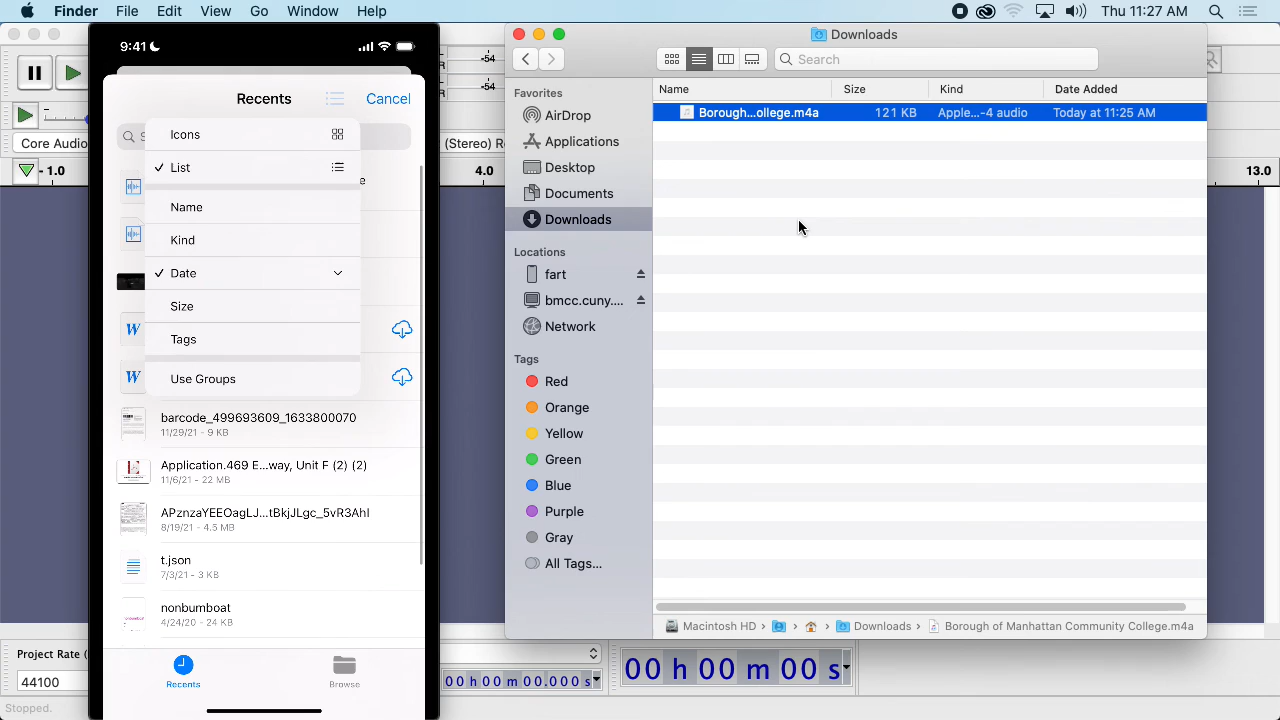 Finder File Edit View Go Window Help
Thu 11:27 AM
9:41
Recents
Cancel
Icons
List
Name
Kind
Date
Size
Tags
Use Groups
barcode_499693609_1633800070
11/29/21 - 9 KB
Application.469 E...way, Unit F (2) (2)
11/6/21 - 22 MB
APznzaYEEOagLJ...tBkjJLgc_5vR3AhI
8/19/21 - 4.5 MB
t.json
7/3/21 - 3 KB
nonbumboat
4/24/20 - 24 KB
Recents
Browse
-54
-54
Core Audio
(Stereo) Re
- 1.0
4.0
13.0
Project Rate (
44100
Stopped.
00 h 00 m 00.000 s
00 h 00 m 00 s
Downloads
Search
Favorites
AirDrop
Applications
Desktop
Documents
Downloads
Locations
fart
bmcc.cuny....
Network
Tags
Red
Orange
Yellow
Green
Blue
Purple
Gray
All Tags...
Name Size Kind Date Added
Borough...ollege.m4a 121 KB Apple...-4 audio Today at 11:25 AM
Macintosh HD › › › Downloads › Borough of Manhattan Community College.m4a